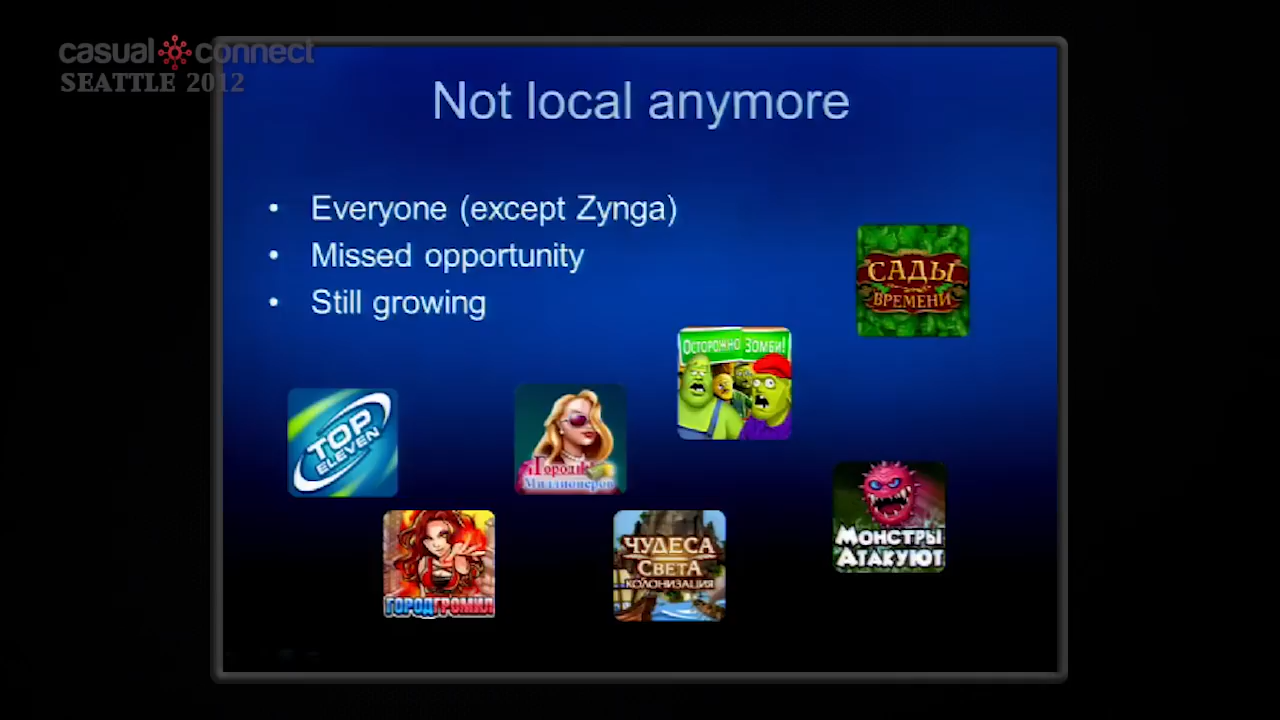 casual connect
SEATTLE 2012
Not local anymore
• Everyone (except Zynga)
• Missed opportunity
• Still growing
САДЫ
ВРЕМЕНИ
ОСТОРОЖНО ЗОМБИ!
TOP
ELEVEN
Город
Миллионеров
МОНСТРЫ
АТАКУЮТ
ЧУДЕСА
СВЕТА
КОЛОНИЗАЦИЯ
ГОРОДГРОМИЛ